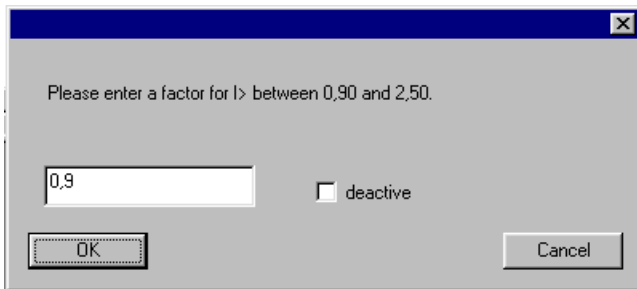 Please enter a factor for I> between 0,90 and 2,50.
0,9
deactive
OK
Cancel